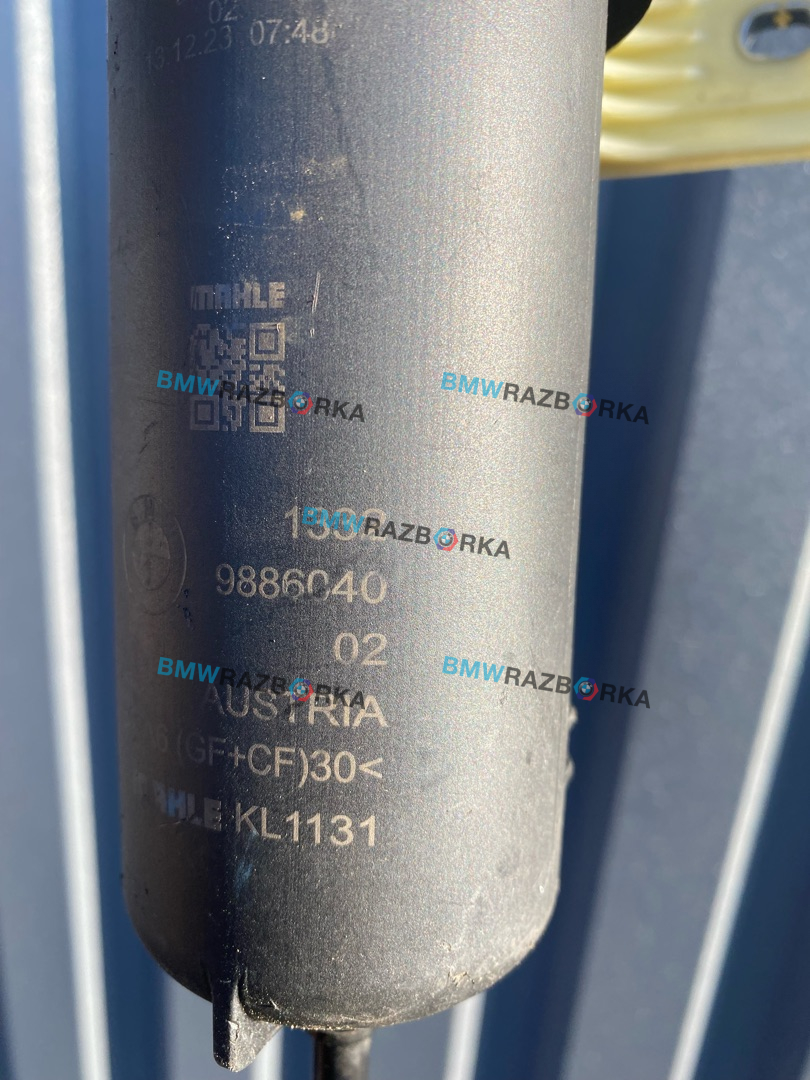 02
13.12.23 07:48
MAHLE
BMWRAZBORKA
BMWRAZBORKA
BMWRAZBORKA
9886040
02
BMWRAZBORKA
BMWRAZBORKA
AUSTRIA
6 (GF+CF)30<
MAHLE KL1131